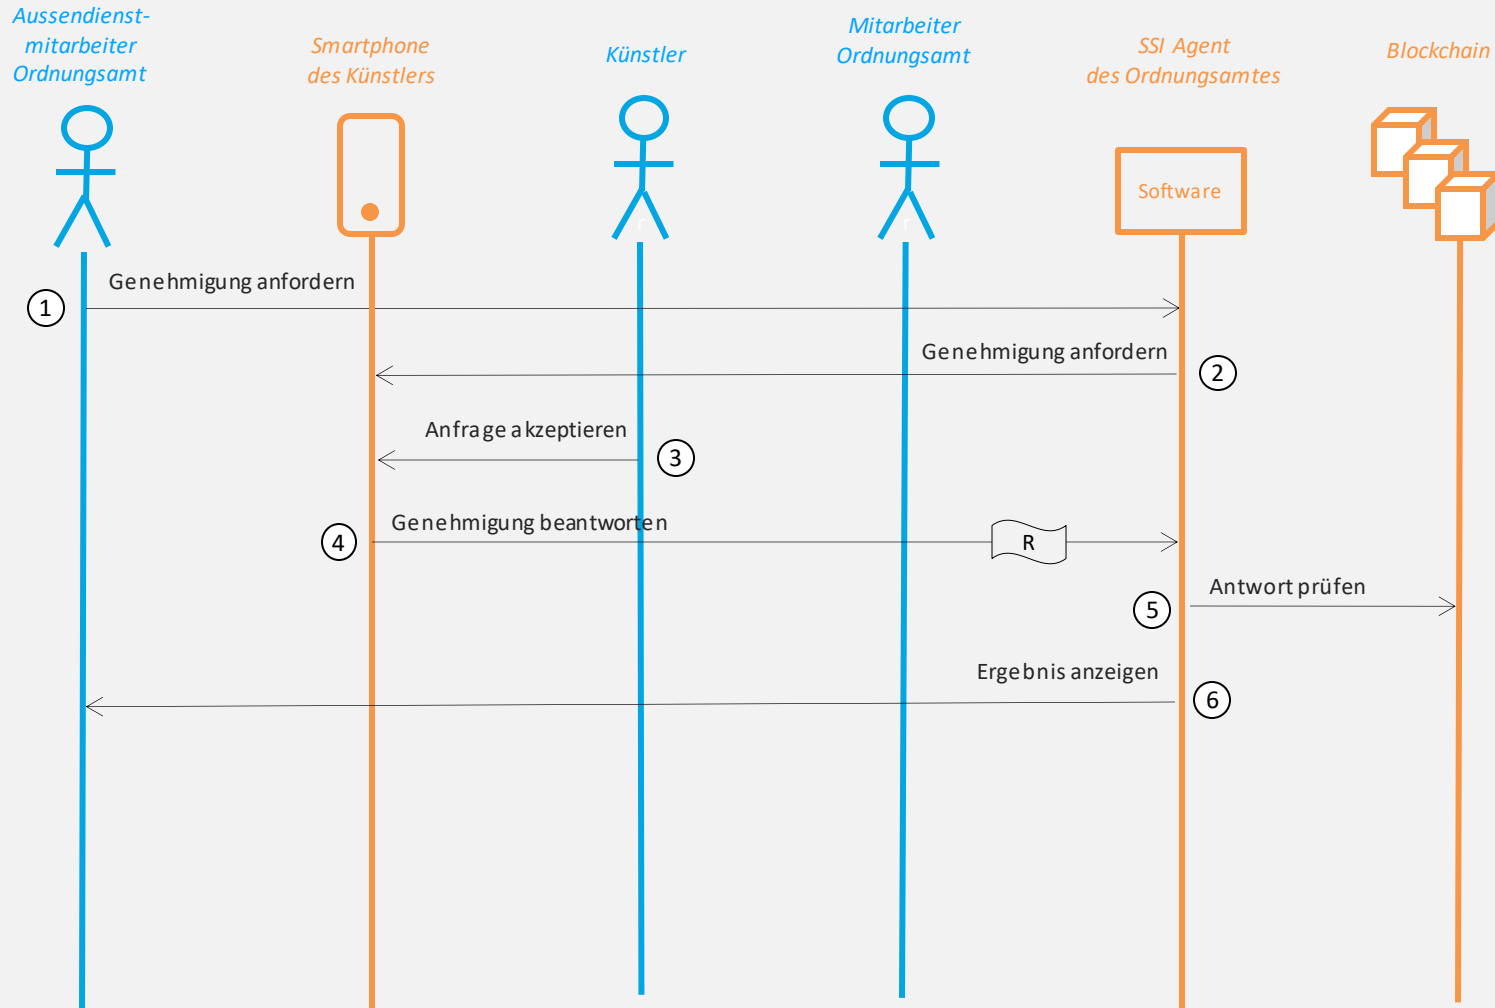 Aussendienst-
mitarbeiter
Ordnungsamt
Smartphone
des Künstlers
Künstler
Mitarbeiter
Ordnungsamt
SSI Agent
des Ordnungsamtes
Blockchain
Software
r
r
Genehmigung anfordern
1
Genehmigung anfordern
2
Anfrage akzeptieren
3
Genehmigung beantworten
4
R
Antwort prüfen
5
Ergebnis anzeigen
6